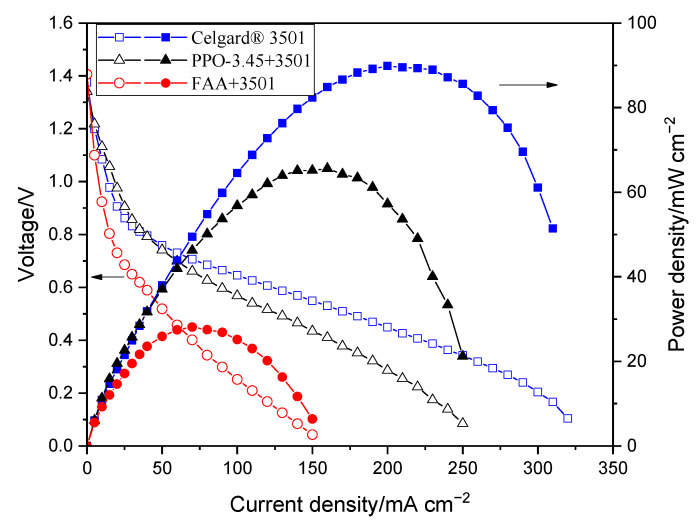 Celgard® 3501
PPO-3.45+3501
FAA+3501
1.6
1.4
1.2
1.0
0.8
0.6
0.4
0.2
0.0
Voltage/V
100
80
60
40
20
0
Power density/mW cm⁻²
0 50 100 150 200 250 300 350
Current density/mA cm⁻²